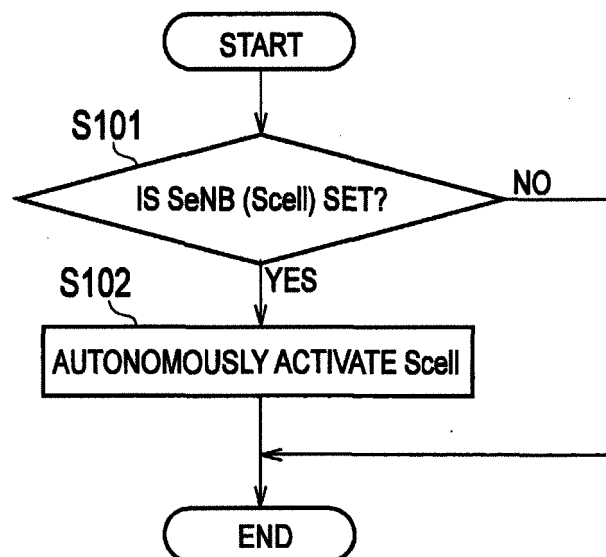 START
S101
IS SeNB (Scell) SET?
NO
YES
S102
AUTONOMOUSLY ACTIVATE Scell
END